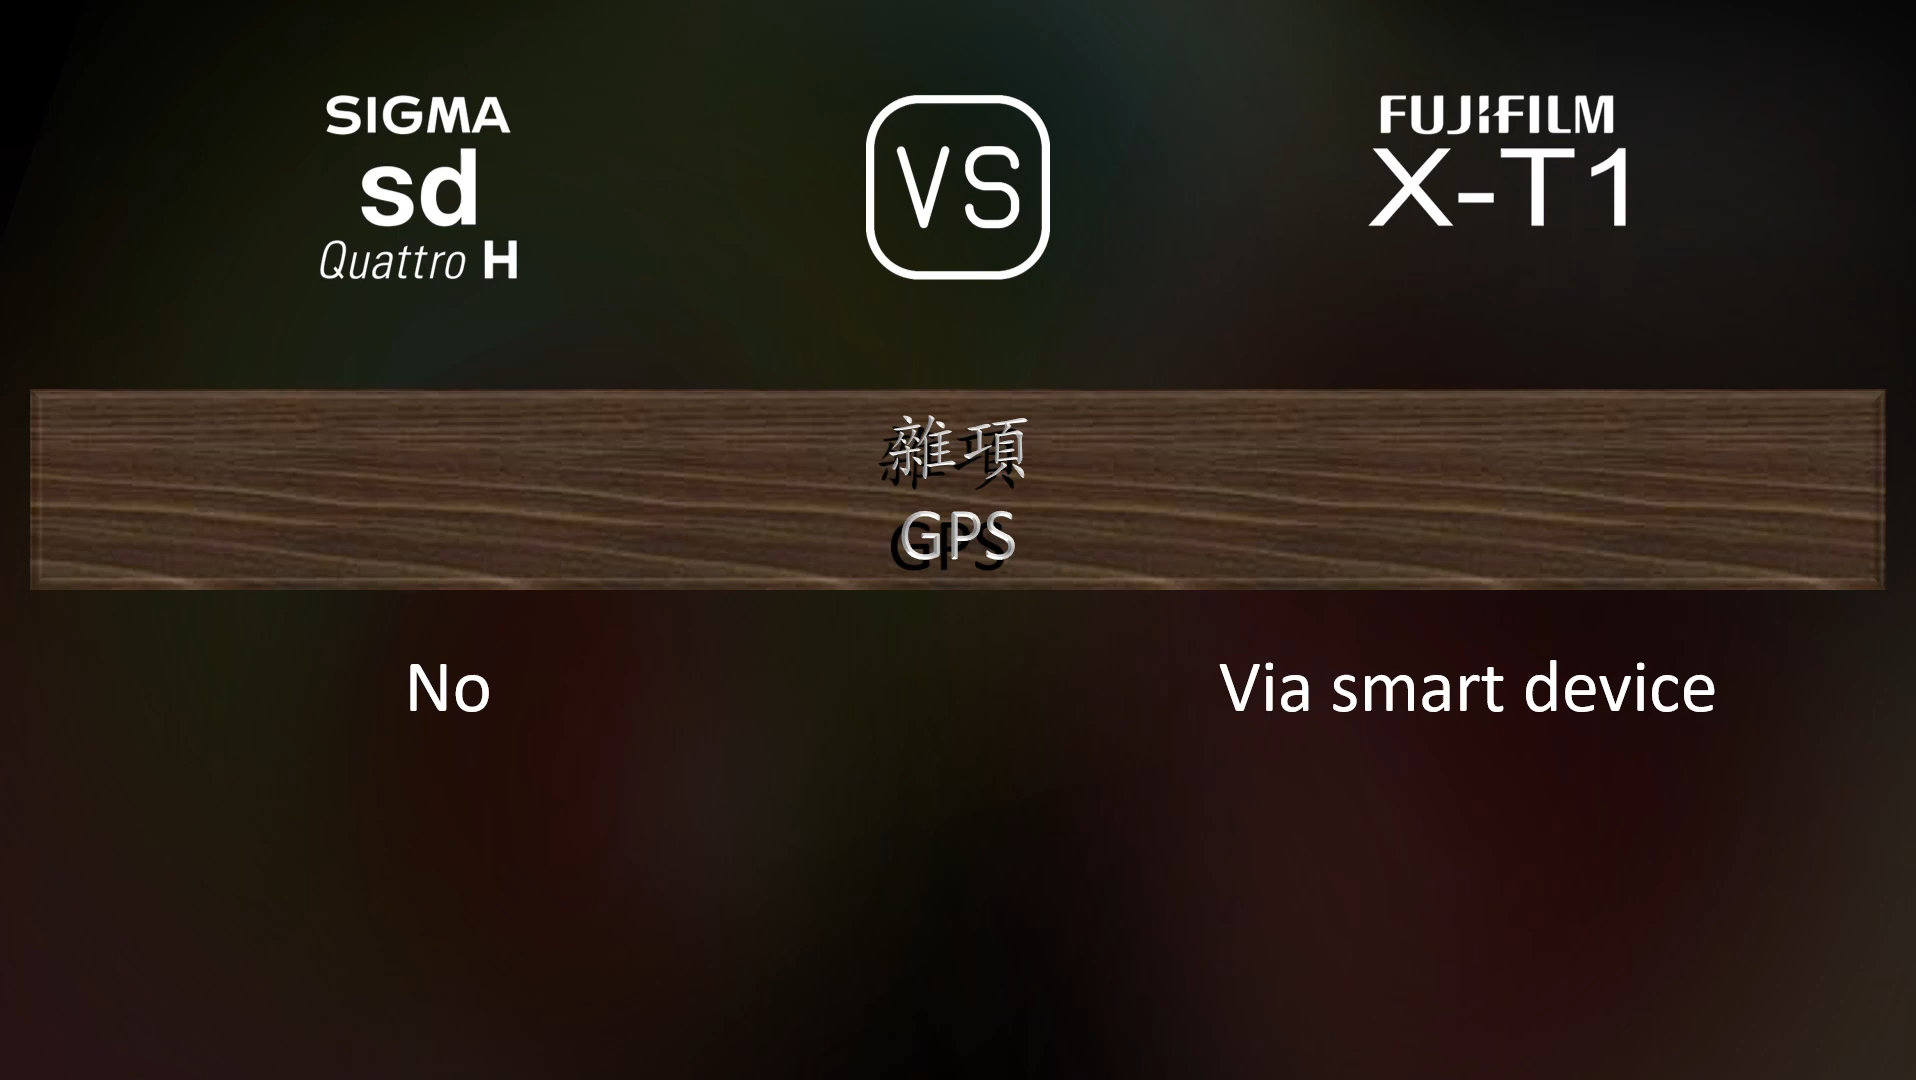 SIGMA
sd
Quattro H
VS
FUJIFILM
X-T1
雜項
GPS
No
Via smart device